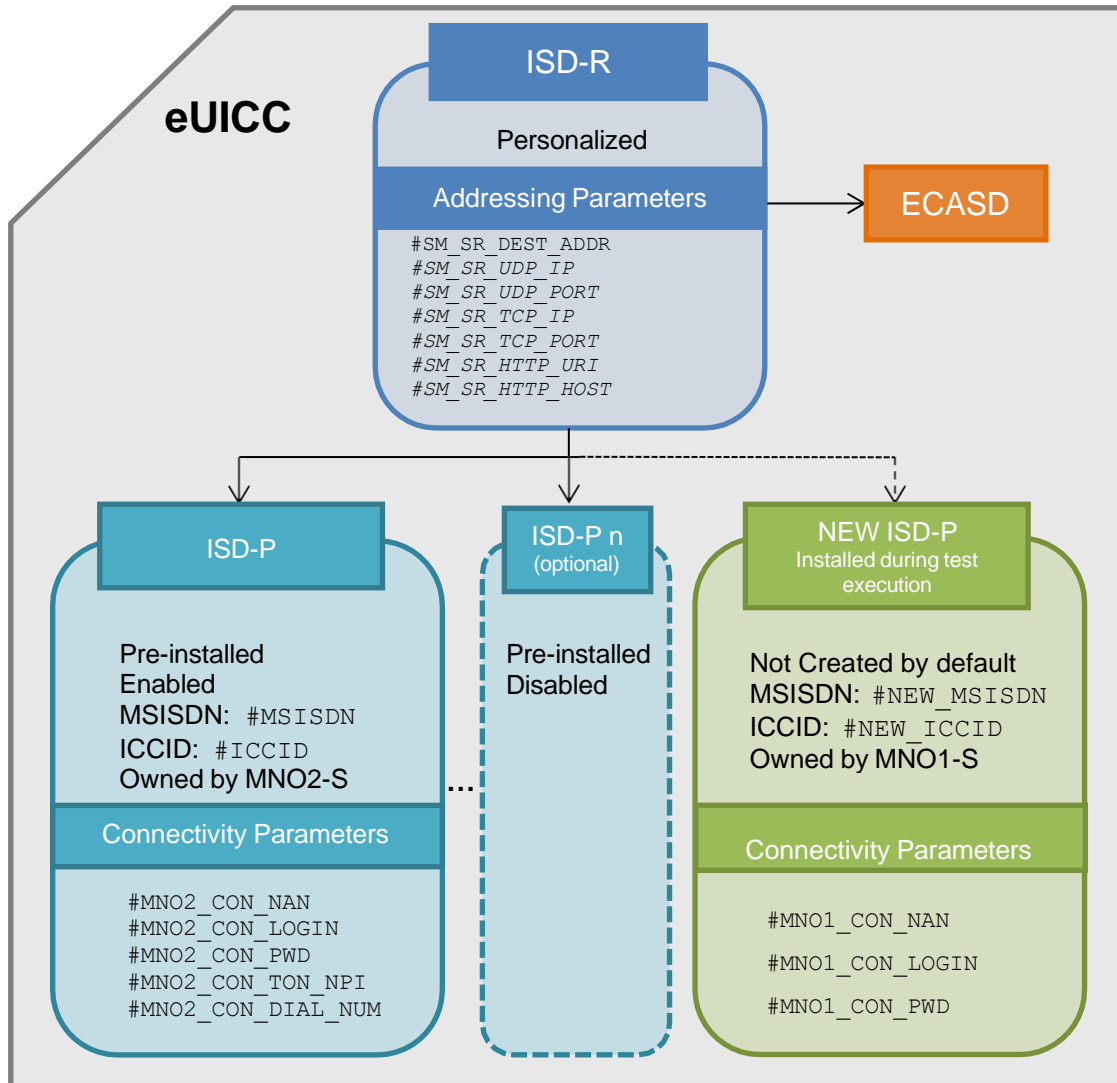 ISD-R
eUICC
Personalized
Addressing Parameters
ECASD
#SM_SR_DEST_ADDR
#SM_SR_UDP_IP
#SM_SR_UDP_PORT
#SM_SR_TCP_IP
#SM_SR_TCP_PORT
#SM_SR_HTTP_URI
#SM_SR_HTTP_HOST
ISD-P
Pre-installed
Enabled
MSISDN: #MSISDN
ICCID: #ICCID
Owned by MNO2-S
Connectivity Parameters
#MNO2_CON_NAN
#MNO2_CON_LOGIN
#MNO2_CON_PWD
#MNO2_CON_TON_NPI
#MNO2_CON_DIAL_NUM
...
ISD-P n
(optional)
Pre-installed
Disabled
NEW ISD-P
Installed during test
execution
Not Created by default
MSISDN: #NEW_MSISDN
ICCID: #NEW_ICCID
Owned by MNO1-S
Connectivity Parameters
#MNO1_CON_NAN
#MNO1_CON_LOGIN
#MNO1_CON_PWD